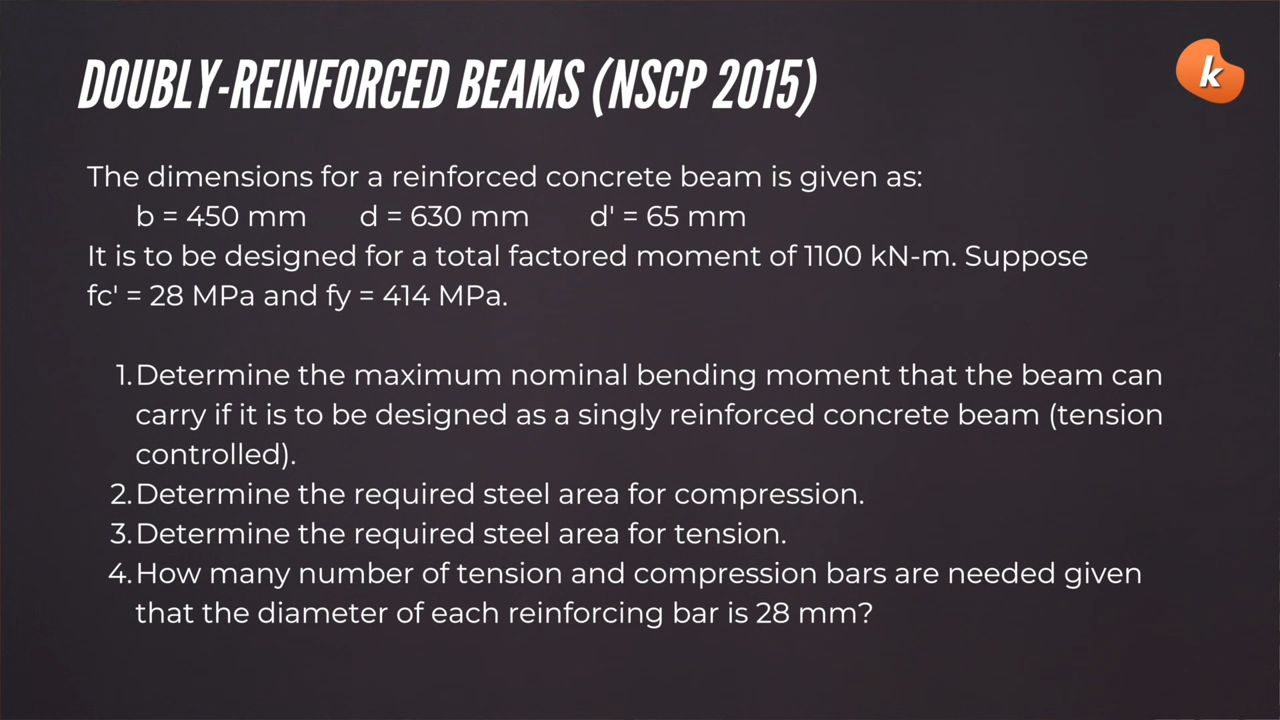 DOUBLY-REINFORCED BEAMS (NSCP 2015)
k
The dimensions for a reinforced concrete beam is given as:
b = 450 mm d = 630 mm d' = 65 mm
It is to be designed for a total factored moment of 1100 kN-m. Suppose
fc' = 28 MPa and fy = 414 MPa.
1. Determine the maximum nominal bending moment that the beam can
carry if it is to be designed as a singly reinforced concrete beam (tension
controlled).
2. Determine the required steel area for compression.
3. Determine the required steel area for tension.
4. How many number of tension and compression bars are needed given
that the diameter of each reinforcing bar is 28 mm?